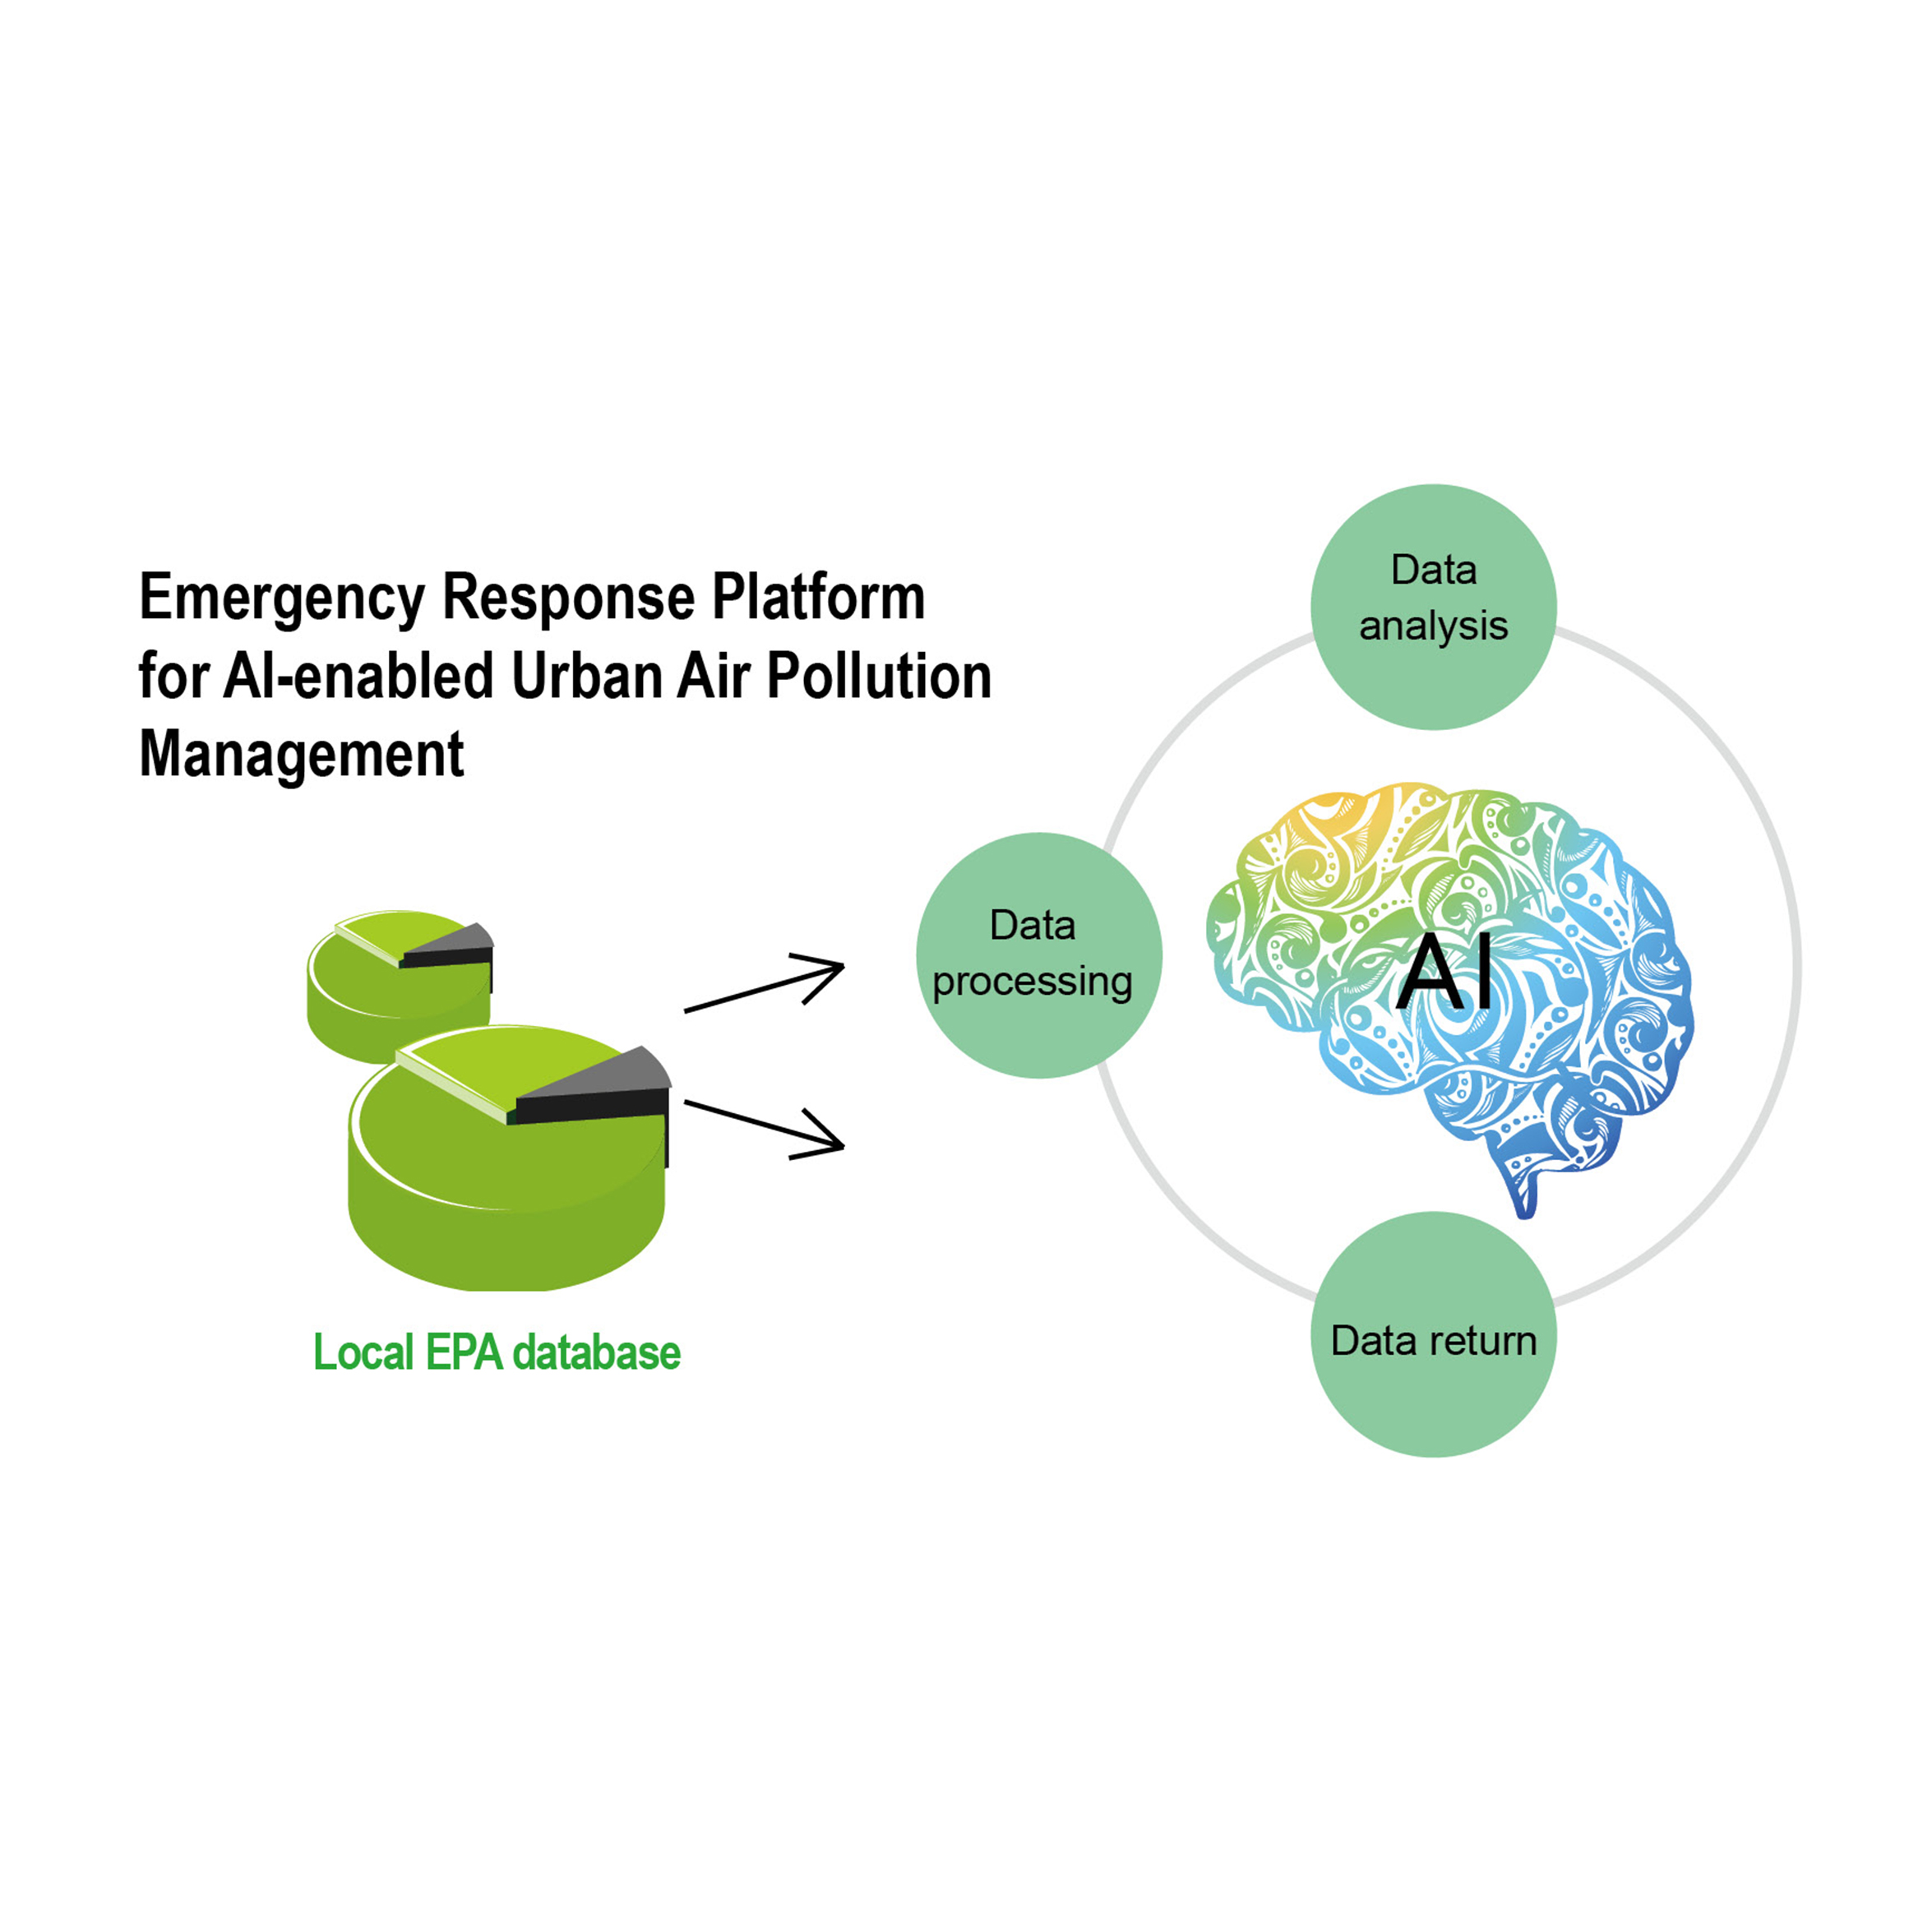 Emergency Response Platform
for AI-enabled Urban Air Pollution
Management
Local EPA database
Data
processing
Data
analysis
AI
Data return